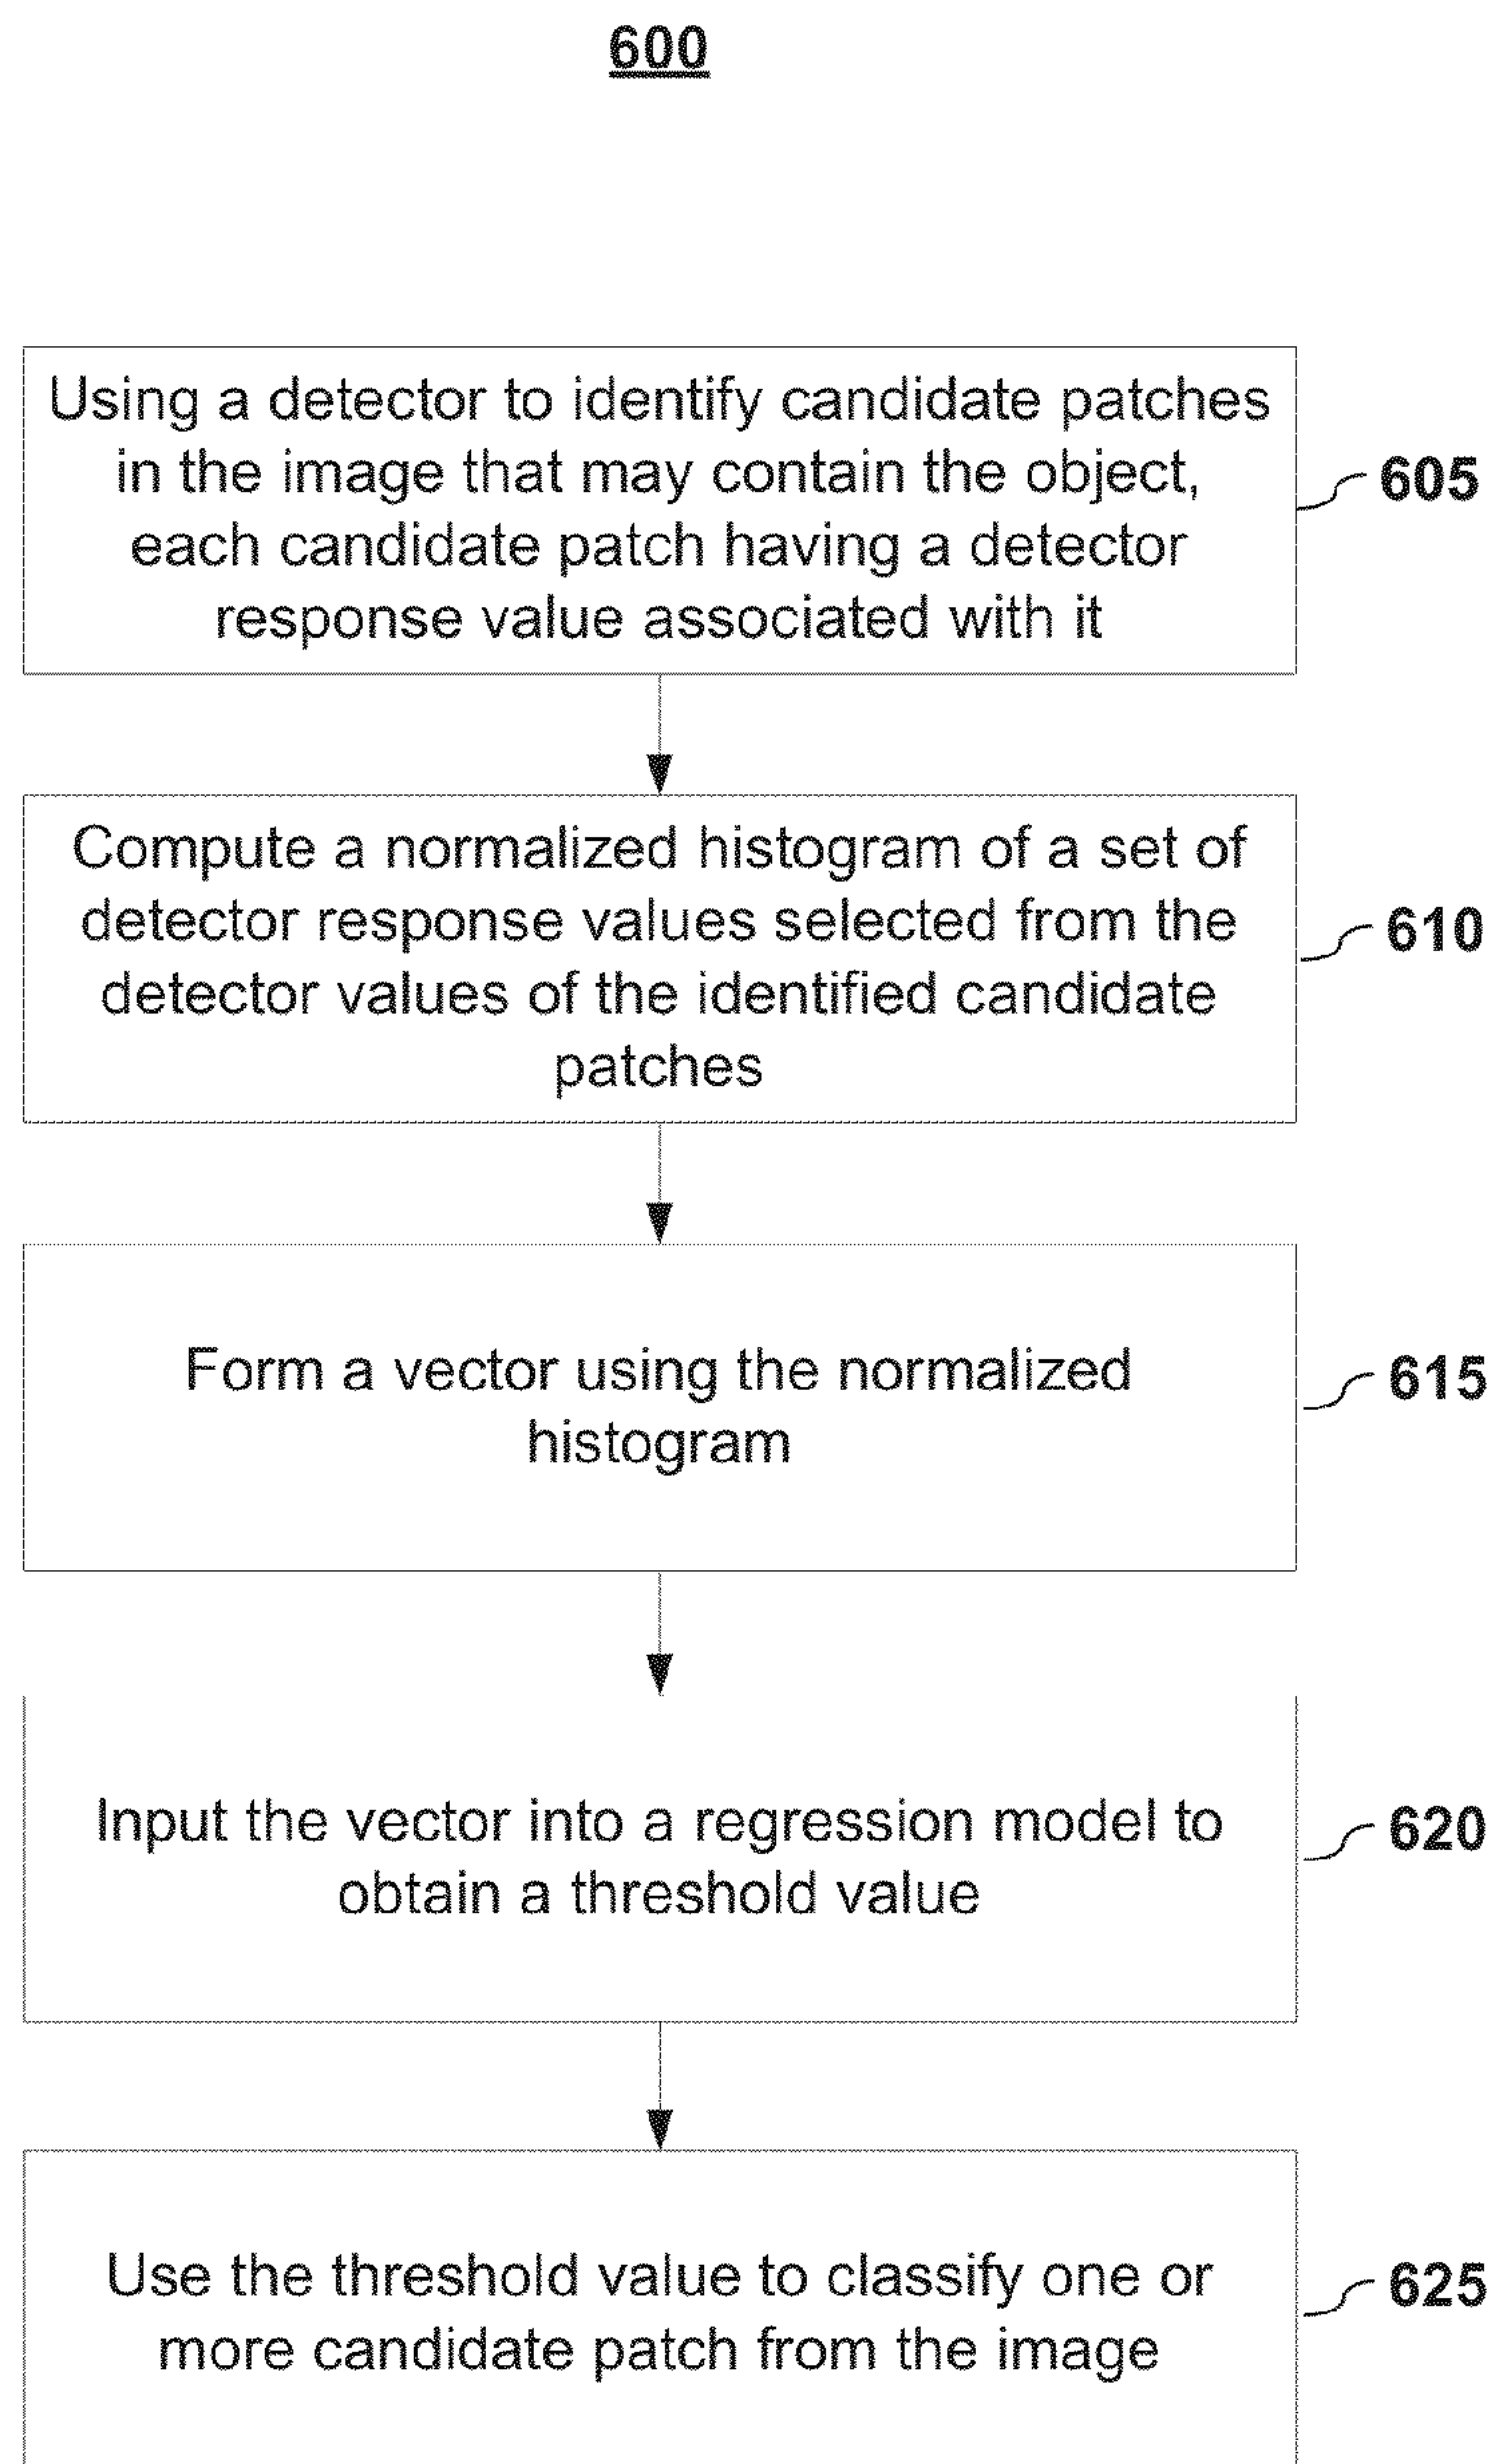 600
Using a detector to identify candidate patches
in the image that may contain the object,
each candidate patch having a detector
response value associated with it
605
Compute a normalized histogram of a set of
detector response values selected from the
detector values of the identified candidate
patches
610
Form a vector using the normalized
histogram
615
Input the vector into a regression model to
obtain a threshold value
620
Use the threshold value to classify one or
more candidate patch from the image
625